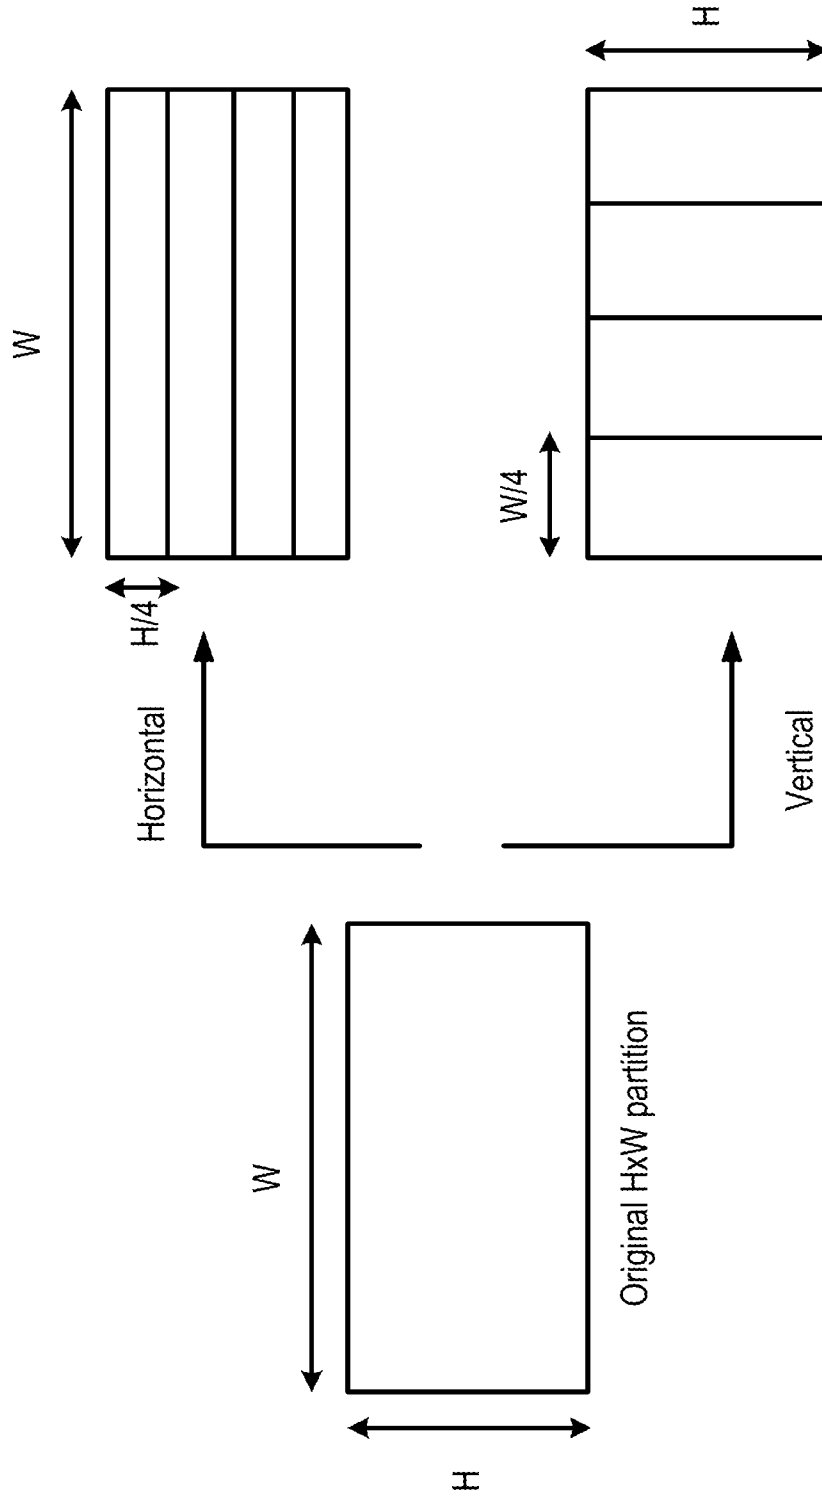 W
H
Original HxW partition
Horizontal
W
H/4
Vertical
W/4
H